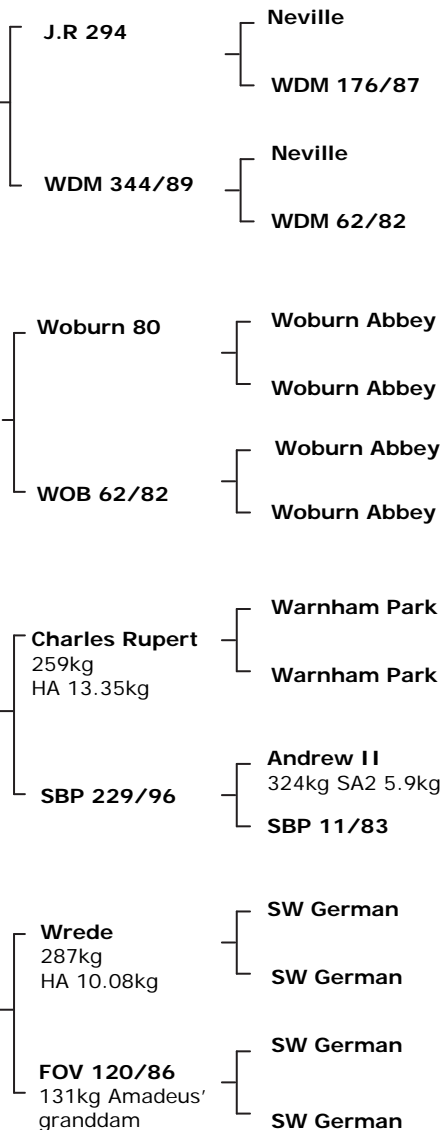 J.R 294
Neville
WDM 176/87
WDM 344/89
Neville
WDM 62/82
Woburn 80
Woburn Abbey
Woburn Abbey
WOB 62/82
Woburn Abbey
Woburn Abbey
Charles Rupert
259kg
HA 13.35kg
Warnham Park
Warnham Park
SBP 229/96
Andrew II
324kg SA2 5.9kg
SBP 11/83
Wrede
287kg
HA 10.08kg
SW German
SW German
FOV 120/86
131kg Amadeus'
granddam
SW German
SW German